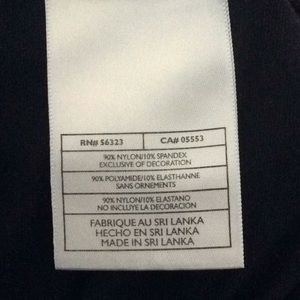 RN# 56323 CA# 05553
90% NYLON/10% SPANDEX
EXCLUSIVE OF DECORATION
90% POLYAMIDE/10% ELASTHANNE
SANS ORNEMENTS
90% NYLON/10% ELASTANO
NO INCLUYE LA DECORACION
FABRIQUE AU SRI LANKA
HECHO EN SRI LANKA
MADE IN SRI LANKA